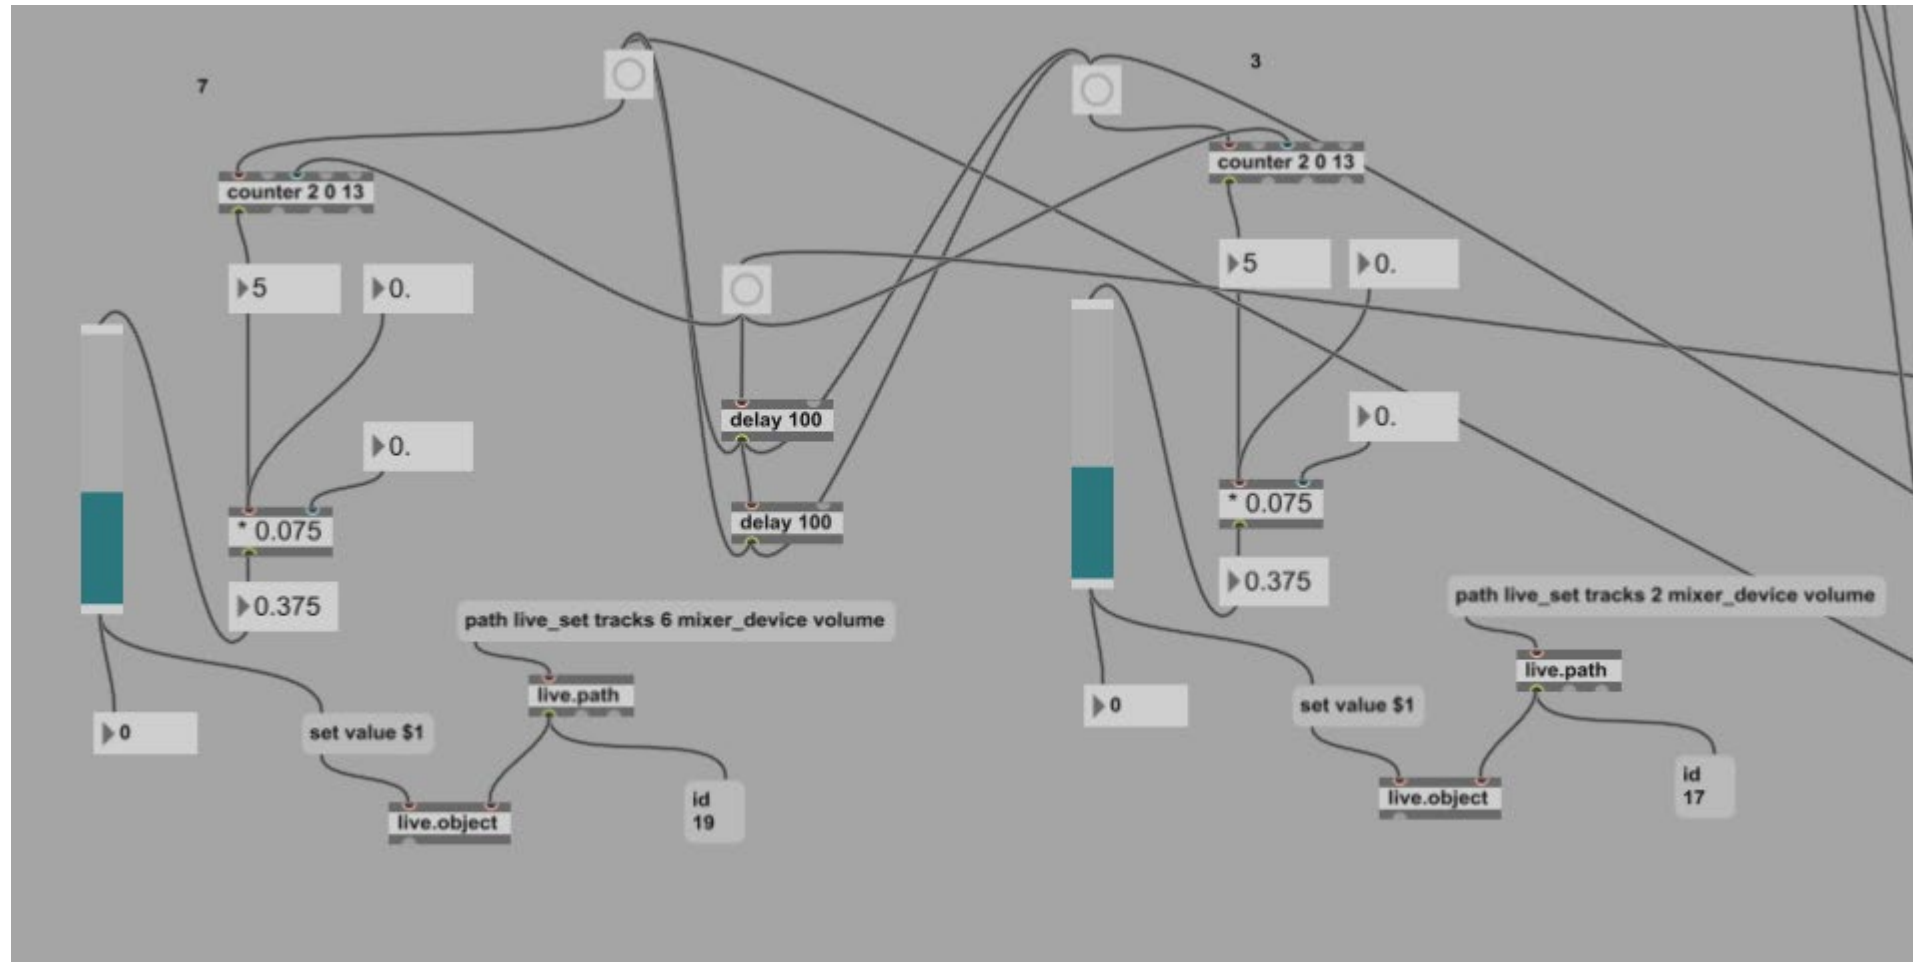 7
3
counter 2 0 13
counter 2 0 13
5
0.
5
0.
0.
0.
delay 100
delay 100
* 0.075
* 0.075
0.375
0.375
path live_set tracks 6 mixer_device volume
path live_set tracks 2 mixer_device volume
live.path
live.path
0
set value $1
0
set value $1
live.object
id
19
live.object
id
17